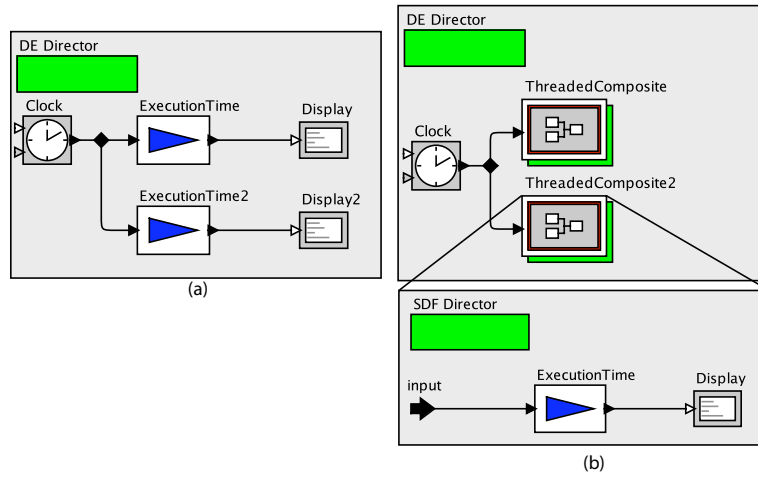 DE Director
Clock
ExecutionTime
Display
ExecutionTime2
Display2
(a)
DE Director
ThreadedComposite
Clock
ThreadedComposite2
SDF Director
input
ExecutionTime
Display
(b)